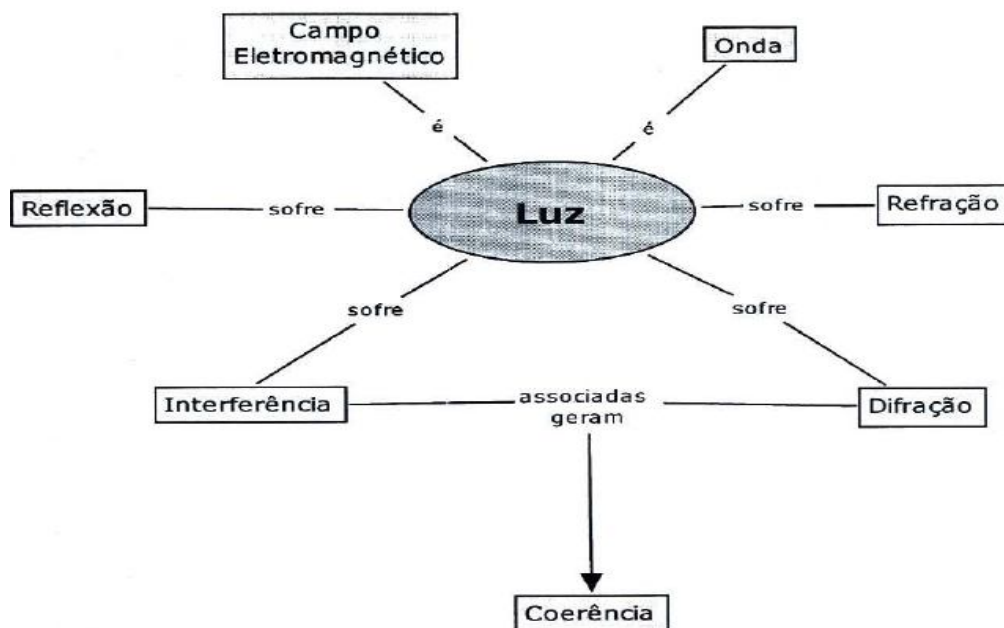 Campo
Eletromagnético
Onda
é
é
Reflexão
sofre
Luz
sofre
Refração
sofre
sofre
Interferência
associadas
geram
Difração
Coerência